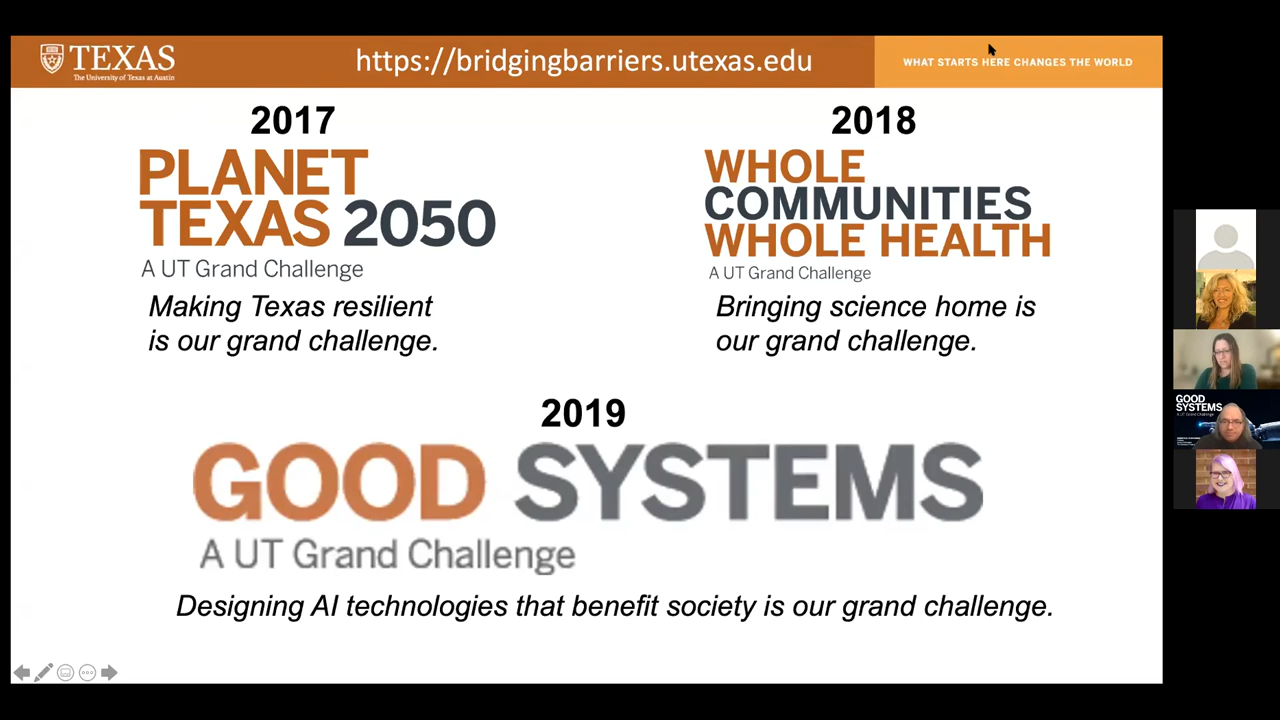 TEXAS
The University of Texas at Austin
https://bridgingbarriers.utexas.edu
WHAT STARTS HERE CHANGES THE WORLD
2017
PLANET
TEXAS 2050
A UT Grand Challenge
Making Texas resilient
is our grand challenge.
2018
WHOLE
COMMUNITIES
WHOLE HEALTH
A UT Grand Challenge
Bringing science home is
our grand challenge.
2019
GOOD SYSTEMS
A UT Grand Challenge
Designing AI technologies that benefit society is our grand challenge.
GOOD
SYSTEMS
A UT Grand Challenge